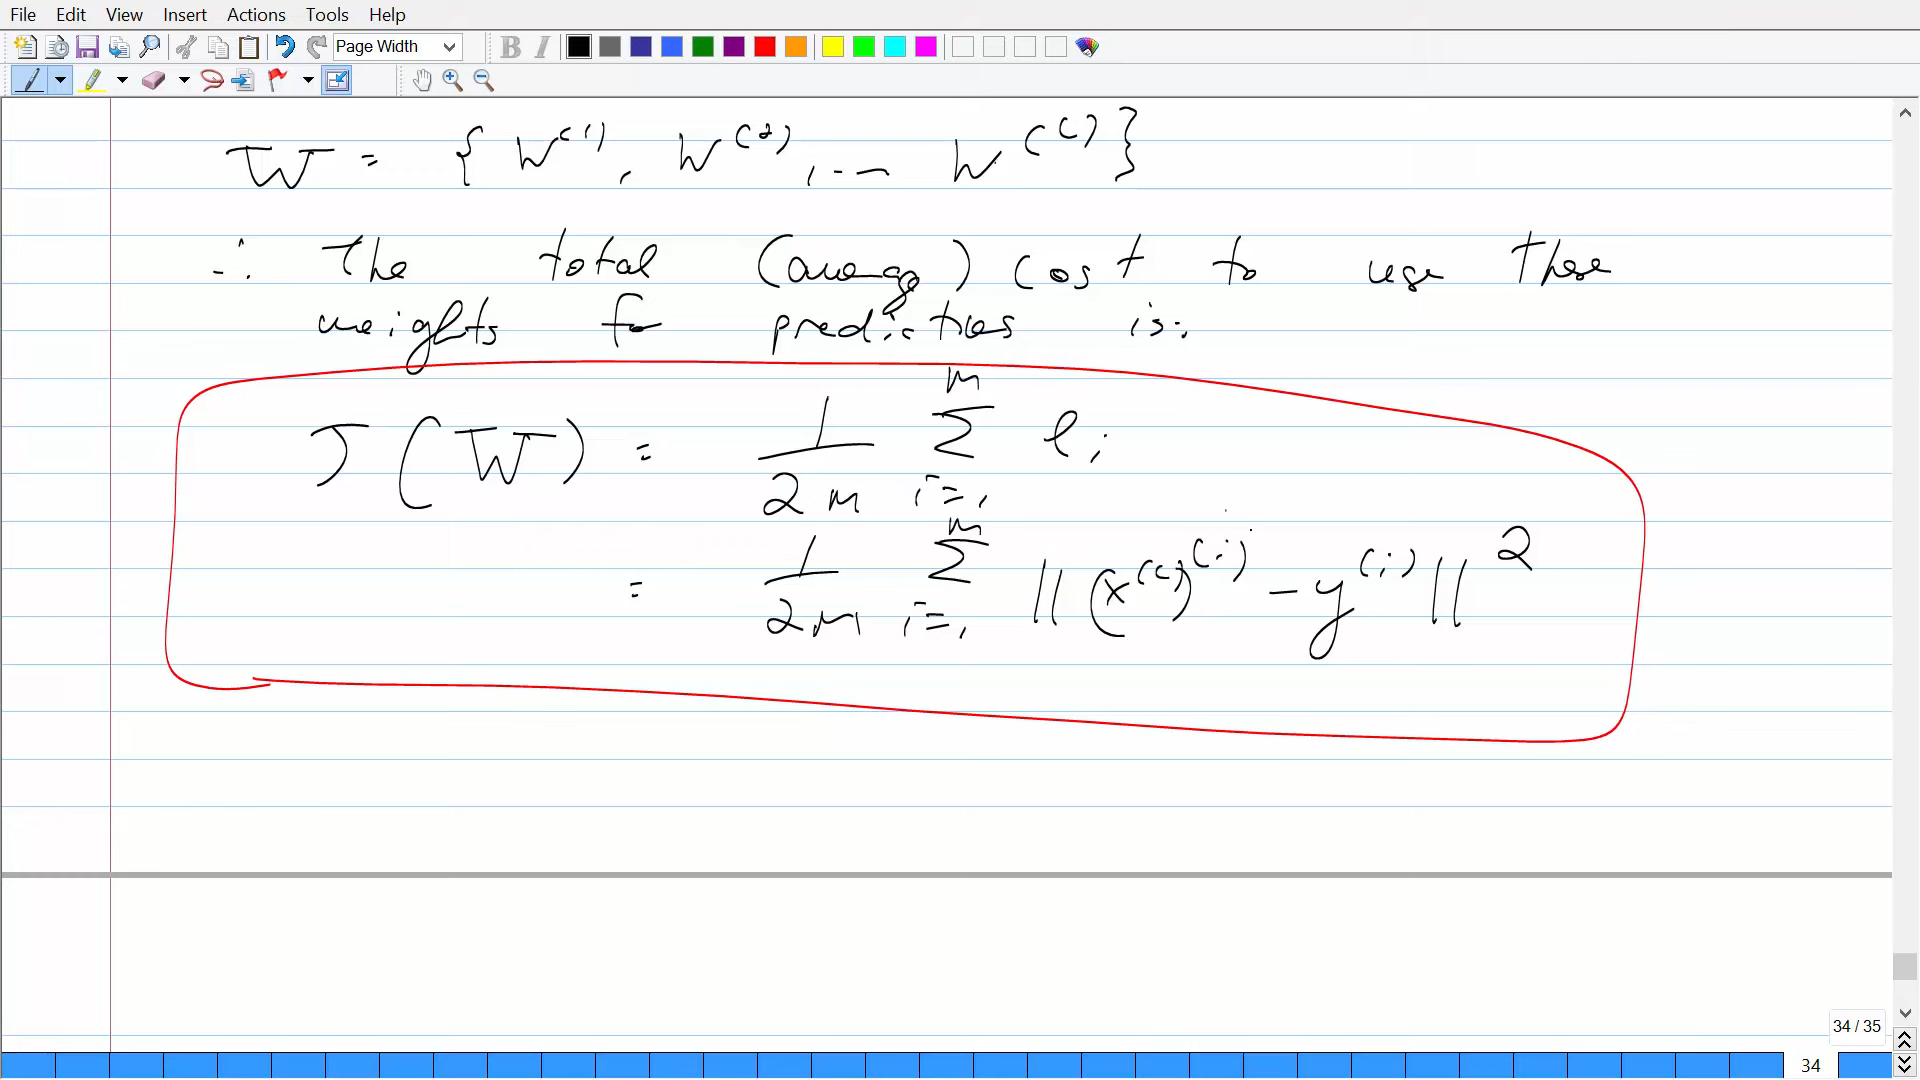 File Edit View Insert Actions Tools Help
Page Width B I
W = { W^(1), W^(2), ... W^(L) }
∴ The total (average) cost to use these
weights for predictions is:
J(W) = 1/2m Σ_{i=1}^{m} e_i
= 1/2m Σ_{i=1}^{m} ||(x^(L))^(i) - y^(i)||^2
34 / 35
34